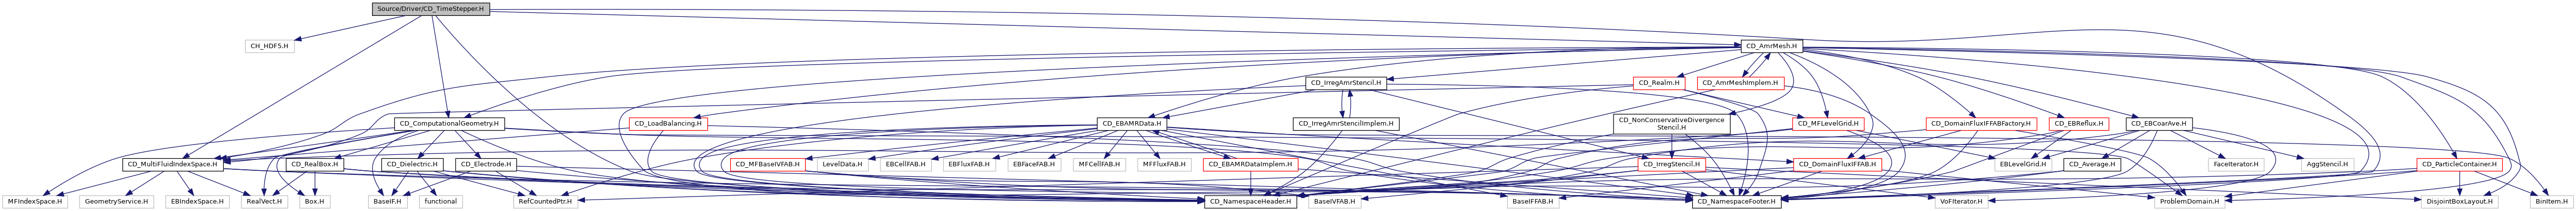 Source/Driver/CD_TimeStepper.H
CH_HDF5.H
CD_AmrMesh.H
CD_IrregAmrStencil.H
CD_Realm.H
CD_AmrMeshImplem.H
CD_ComputationalGeometry.H
CD_LoadBalancing.H
CD_EBAMRData.H
CD_IrregAmrStencilImplem.H
CD_NonConservativeDivergence
Stencil.H
CD_MFLevelGrid.H
CD_DomainFluxIFFABFactory.H
CD_EBReflux.H
CD_EBCoarAve.H
CD_MultiFluidIndexSpace.H
CD_RealBox.H
CD_Dielectric.H
CD_Electrode.H
CD_MFBaseIVFAB.H
LevelData.H
EBCellFAB.H
EBFluxFAB.H
EBFaceFAB.H
MFCellFAB.H
MFFluxFAB.H
CD_EBAMRDataImplem.H
CD_IrregStencil.H
CD_DomainFluxIFFAB.H
EBLevelGrid.H
CD_Average.H
FaceIterator.H
AggStencil.H
CD_ParticleContainer.H
MFIndexSpace.H
GeometryService.H
EBIndexSpace.H
RealVect.H
Box.H
BaseIF.H
functional
RefCountedPtr.H
CD_NamespaceHeader.H
BaseIVFAB.H
BaseIFFAB.H
CD_NamespaceFooter.H
VoFIterator.H
ProblemDomain.H
DisjointBoxLayout.H
BinItem.H